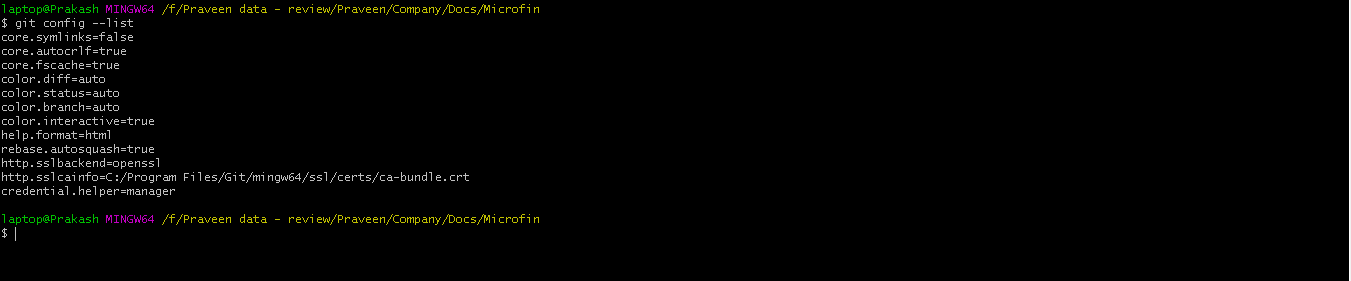 laptop@Prakash MINGW64 /f/Praveen data - review/Praveen/Company/Docs/Microfin
$ git config --list
core.symlinks=false
core.autocrlf=true
core.fscache=true
color.diff=auto
color.status=auto
color.branch=auto
color.interactive=true
help.format=html
rebase.autosquash=true
http.sslbackend=openssl
http.sslcainfo=C:/Program Files/Git/mingw64/ssl/certs/ca-bundle.crt
credential.helper=manager
laptop@Prakash MINGW64 /f/Praveen data - review/Praveen/Company/Docs/Microfin
$